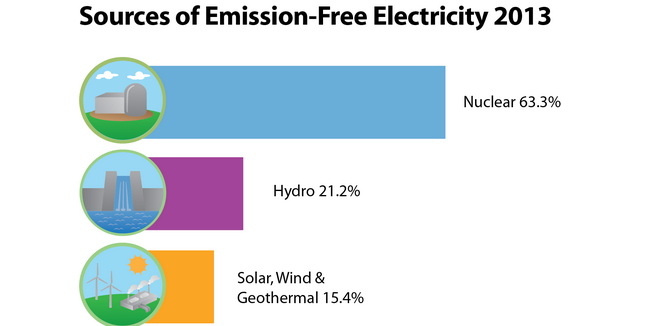 Sources of Emission-Free Electricity 2013
Nuclear 63.3%
Hydro 21.2%
Solar, Wind &
Geothermal 15.4%